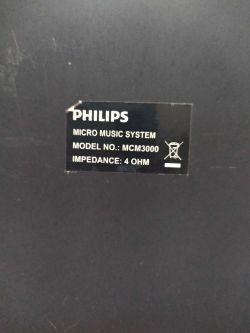 PHILIPS
MICRO MUSIC SYSTEM
MODEL NO.: MCM3000
IMPEDANCE: 4 OHM